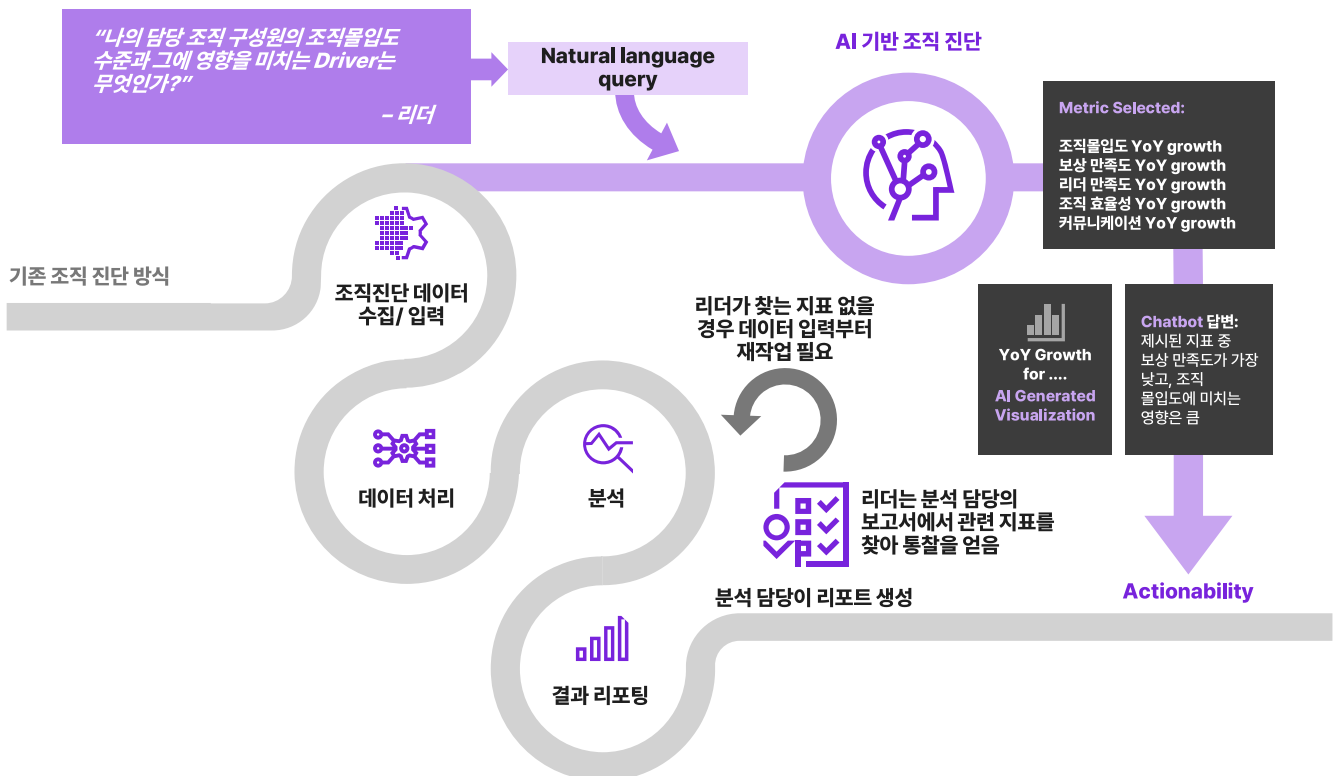 “나의 담당 조직 구성원의 조직몰입도
수준과 그에 영향을 미치는 Driver는
무엇인가?”
– 리더
Natural language
query
AI 기반 조직 진단
Metric Selected:
조직몰입도 YoY growth
보상 만족도 YoY growth
리더 만족도 YoY growth
조직 효율성 YoY growth
커뮤니케이션 YoY growth
기존 조직 진단 방식
조직진단 데이터
수집/ 입력
리더가 찾는 지표 없을
경우 데이터 입력부터
재작업 필요
YoY Growth
for ....
AI Generated
Visualization
Chatbot 답변:
제시된 지표 중
보상 만족도가 가장
낮고, 조직
몰입도에 미치는
영향은 큼
데이터 처리
분석
리더는 분석 담당의
보고서에서 관련 지표를
찾아 통찰을 얻음
분석 담당이 리포트 생성
Actionability
결과 리포팅